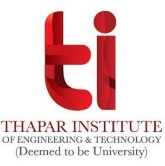 ti
THAPAR INSTITUTE
OF ENGINEERING & TECHNOLOGY
(Deemed to be University)